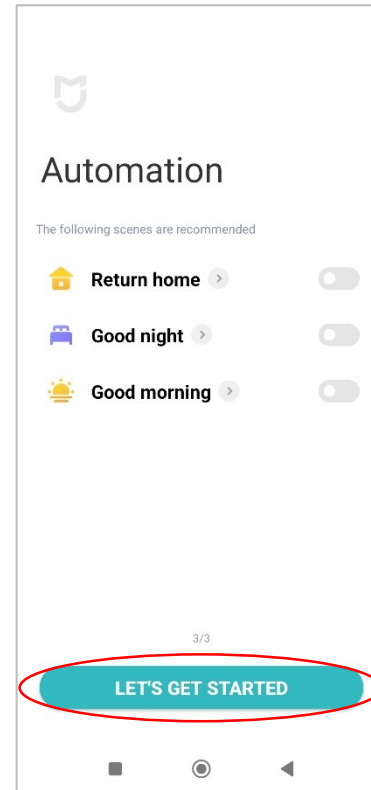 Automation
The following scenes are recommended
Return home
Good night
Good morning
3/3
LET'S GET STARTED